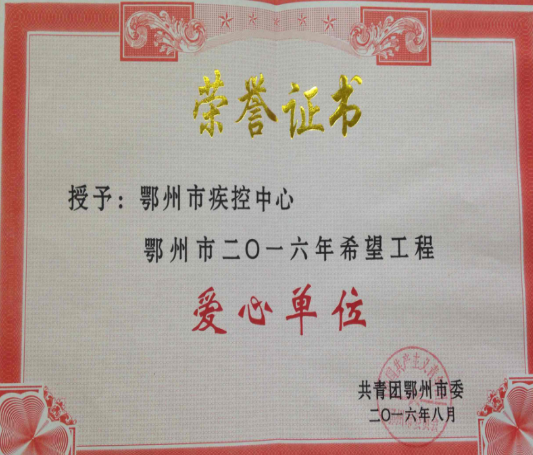 荣誉证书
授予：鄂州市疾控中心
鄂州市二〇一六年希望工程
爱心单位
共青团鄂州市委
二〇一六年八月